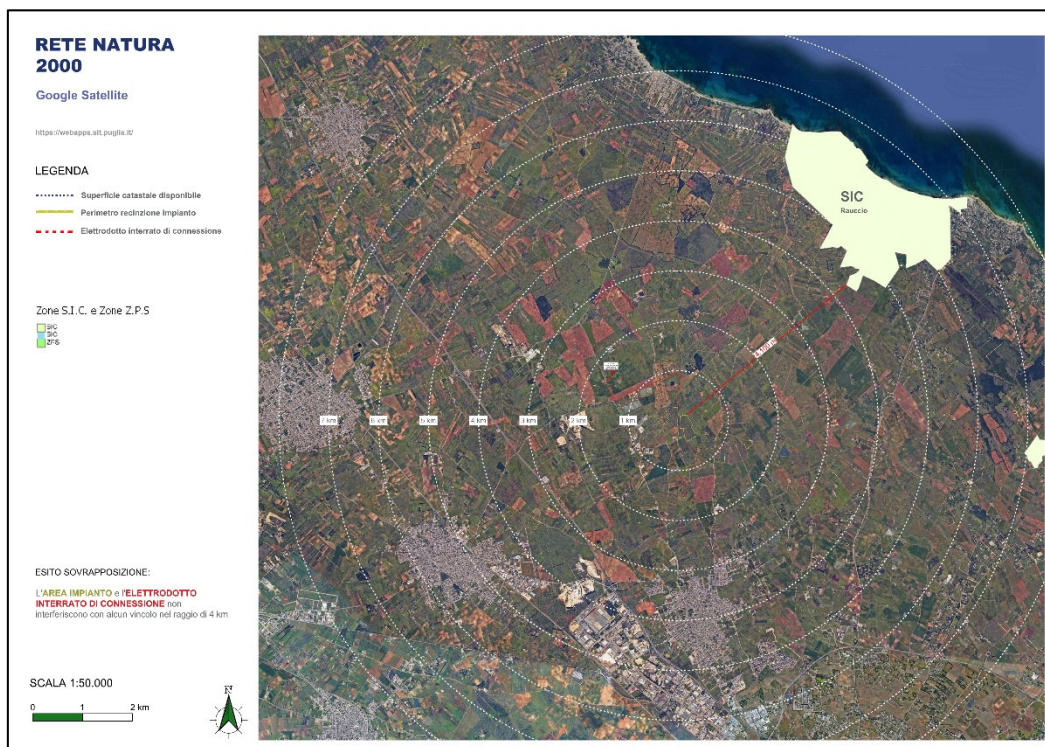 RETE NATURA
2000
Google Satellite
https://webapps.sit.puglia.it/
LEGENDA
Superficie catastale disponibile
Perimetro recinzione impianto
Elettrodotto interrato di connessione
Zone S.I.C. e Zone Z.P.S
SIC
SIC
ZPS
ESITO SOVRAPPOSIZIONE:
L'AREA IMPIANTO e l'ELETTRODOTTO
INTERRATO DI CONNESSIONE non
interferiscono con alcun vincolo nel raggio di 4 km
SCALA 1:50.000
0 1 2 km
N
SIC
Rauccio
7 km 6 km 5 km 4 km 3 km 2 km 1 km